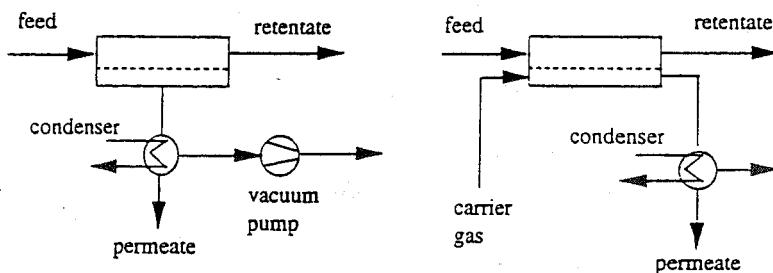 feed
retentate
condenser
vacuum
pump
permeate
feed
retentate
condenser
carrier
gas
permeate